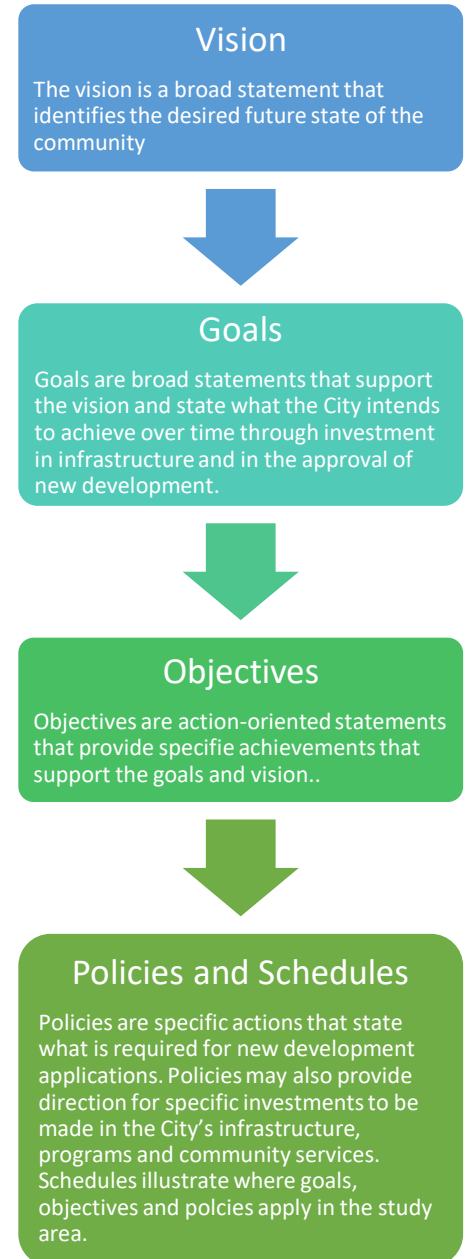 Vision
The vision is a broad statement that
identifies the desired future state of the
community
Goals
Goals are broad statements that support
the vision and state what the City intends
to achieve over time through investment
in infrastructure and in the approval of
new development.
Objectives
Objectives are action-oriented statements
that provide specifie achievements that
support the goals and vision..
Policies and Schedules
Policies are specific actions that state
what is required for new development
applications. Policies may also provide
direction for specific investments to be
made in the City’s infrastructure,
programs and community services.
Schedules illustrate where goals,
objectives and polcies apply in the study
area.